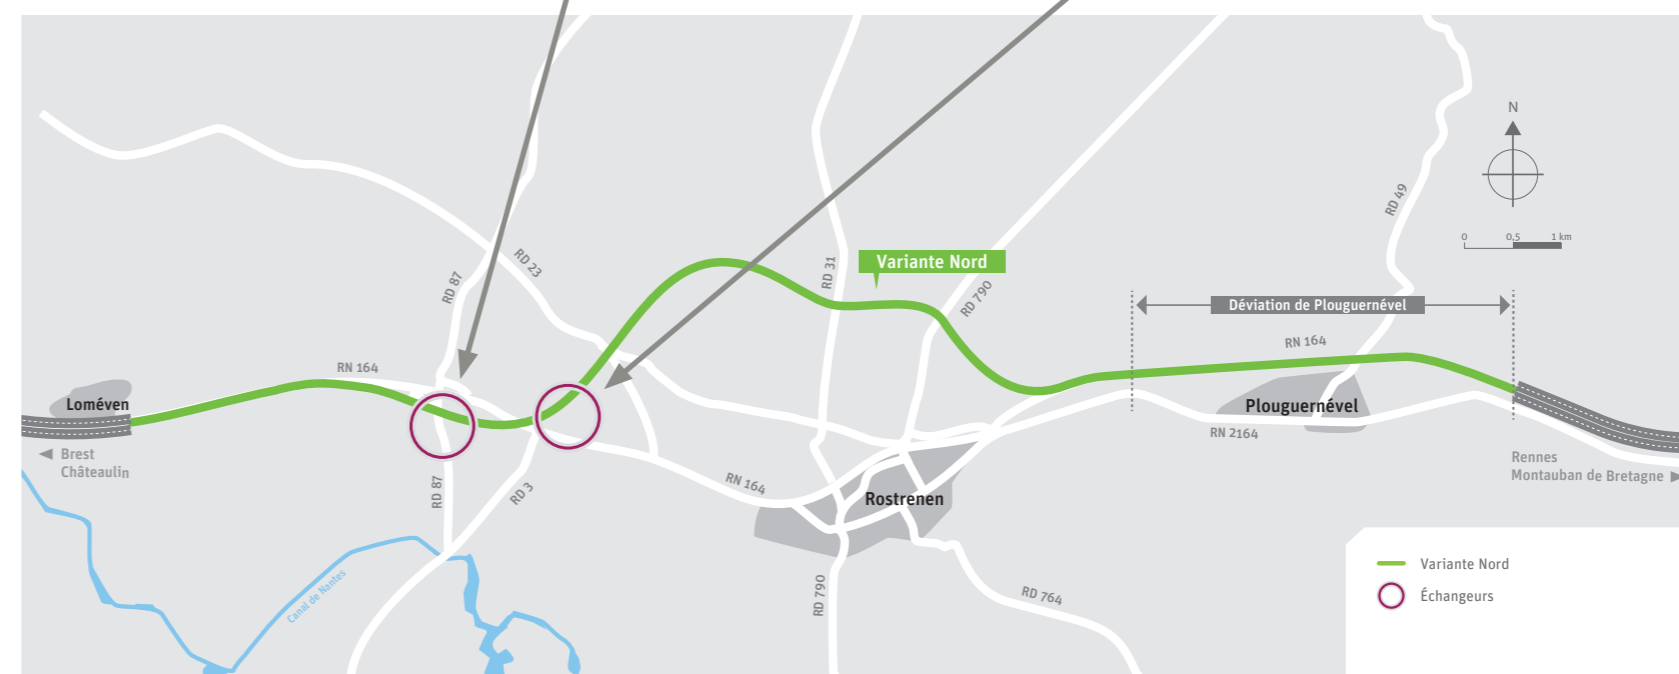 N
RD 49
0 0,5 1 km
RD 23
RD 87
RD 31
Variante Nord
RD 790
Déviation de Plouguernével
RN 164
RN 164
Loméven
Plouguernével
RN 2164
Brest
Châteaulin
Rennes
Montauban de Bretagne
RD 87
RD 3
RN 164
Rostrenen
Canal de Nantes
RD 790
RD 764
Variante Nord
Échangeurs